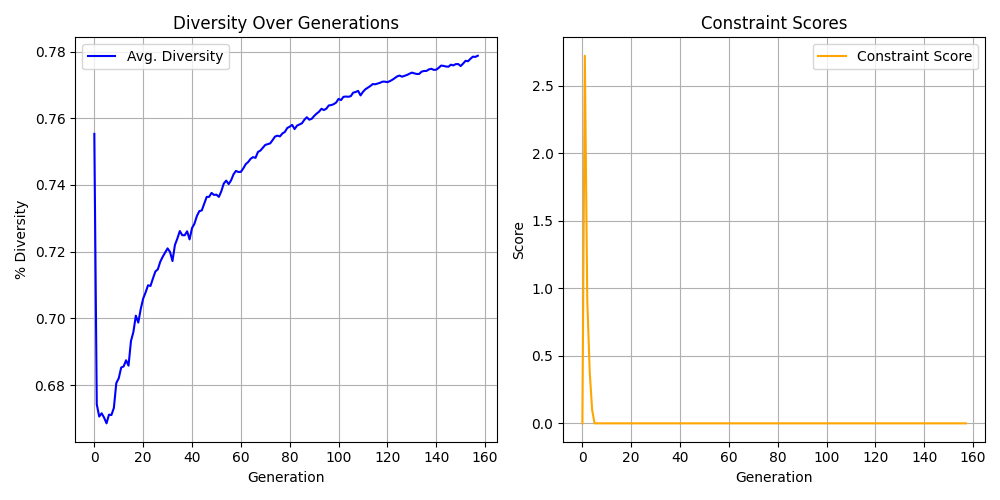 Diversity Over Generations
Avg. Diversity
% Diversity
0.78
0.76
0.74
0.72
0.70
0.68
0 20 40 60 80 100 120 140 160
Generation
Constraint Scores
Constraint Score
Score
2.5
2.0
1.5
1.0
0.5
0.0
0 20 40 60 80 100 120 140 160
Generation